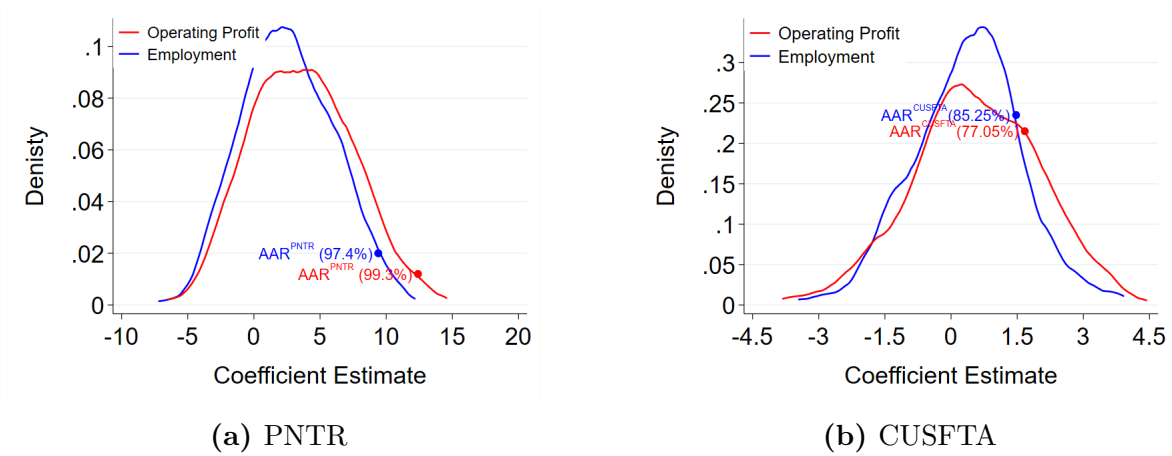 Operating Profit
Employment
Denisty
.1
.08
.06
.04
.02
0
AAR^PNTR (97.4%)
AAR^PNTR (99.3%)
-10 -5 0 5 10 15 20
Coefficient Estimate
(a) PNTR
Operating Profit
Employment
Denisty
.3
.25
.2
.15
.1
.05
0
AAR^CUSFTA (85.25%)
AAR^CUSFTA (77.05%)
-4.5 -3 -1.5 0 1.5 3 4.5
Coefficient Estimate
(b) CUSFTA